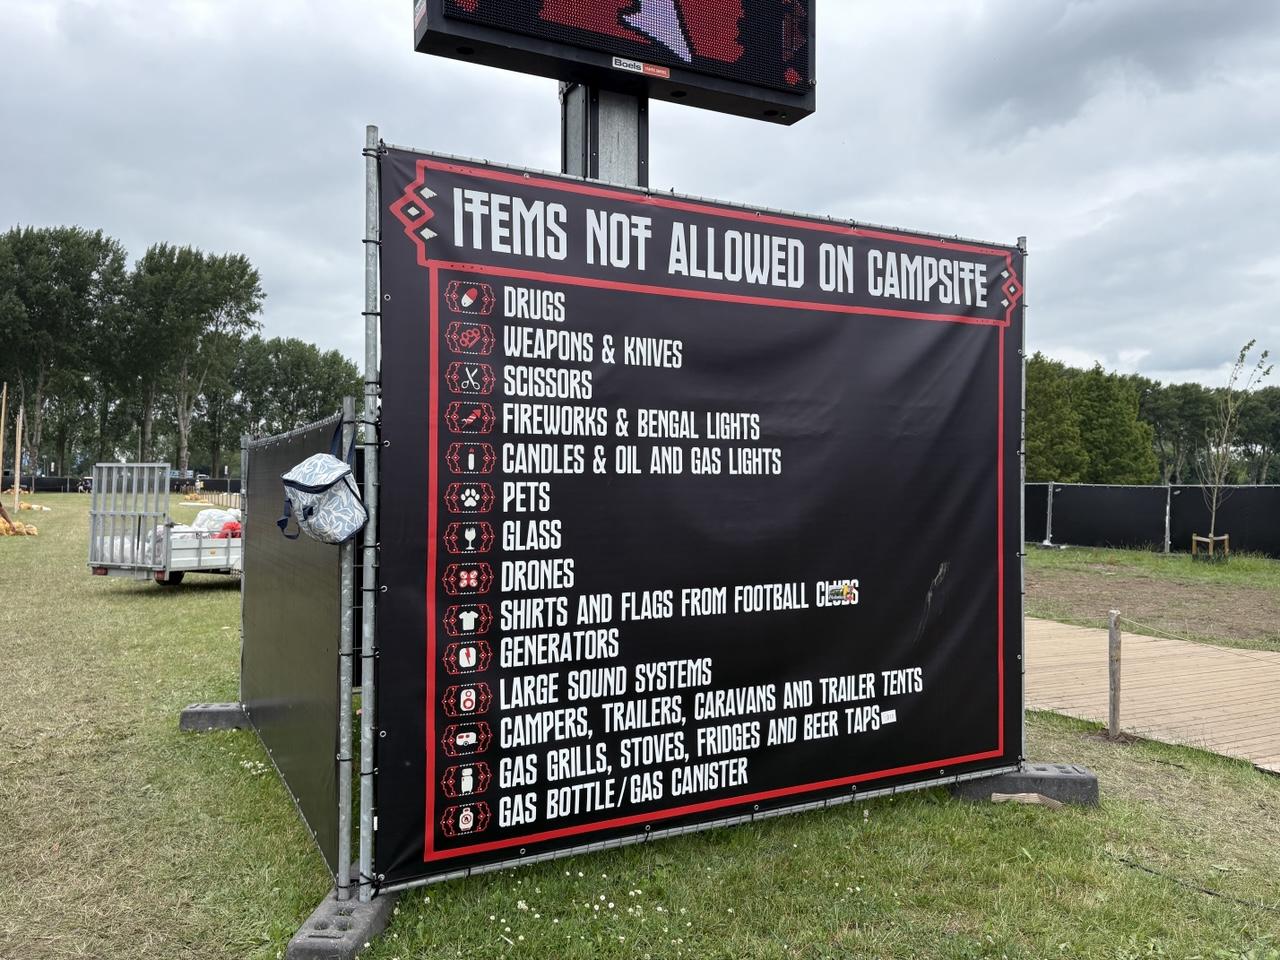 Boels
ITEMS NOT ALLOWED ON CAMPSITE
DRUGS
WEAPONS & KNIVES
SCISSORS
FIREWORKS & BENGAL LIGHTS
CANDLES & OIL AND GAS LIGHTS
PETS
GLASS
DRONES
SHIRTS AND FLAGS FROM FOOTBALL CLUBS
GENERATORS
LARGE SOUND SYSTEMS
CAMPERS, TRAILERS, CARAVANS AND TRAILER TENTS
GAS GRILLS, STOVES, FRIDGES AND BEER TAPS
GAS BOTTLE/GAS CANISTER